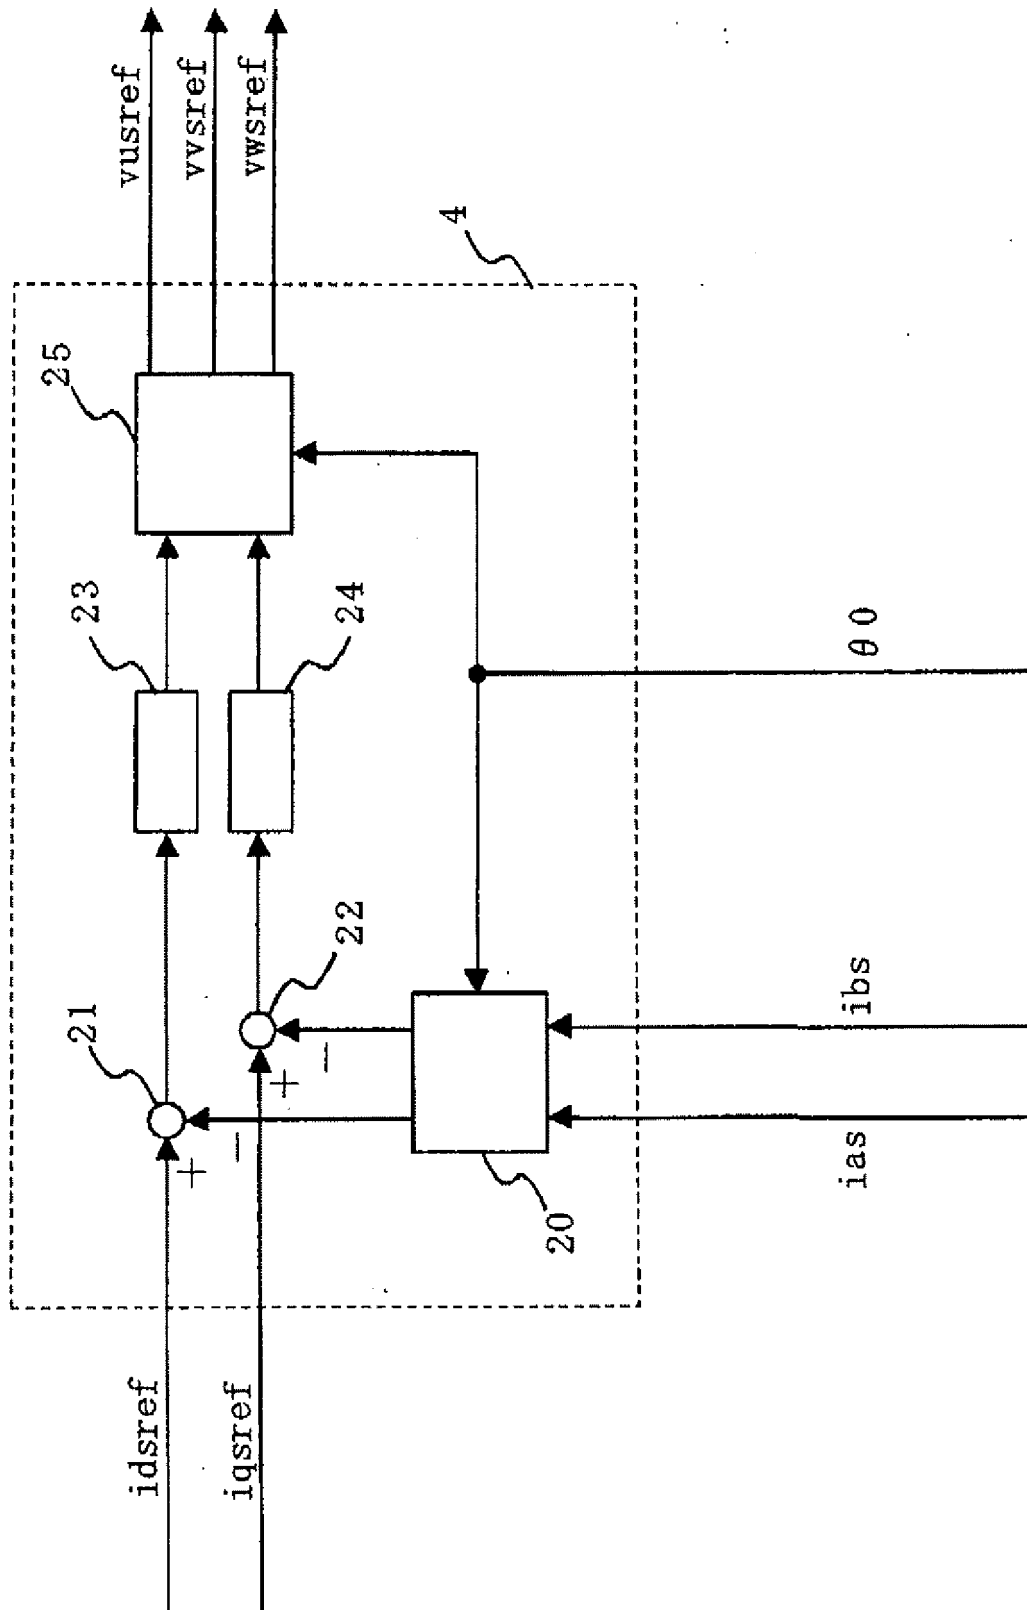 vusref
vvsref
vwsref
4
25
23
24
θ0
21
22
+
−
+
−
20
ibs
ias
idsref
iqsref